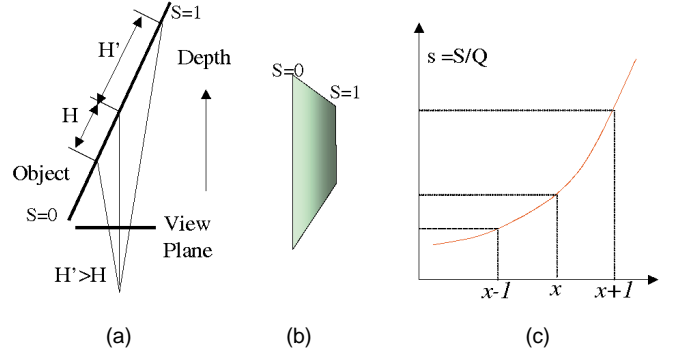 S=1
H'
Depth
H
Object
S=0
View
Plane
H'>H
(a)
S=0
S=1
(b)
s =S/Q
x-1
x
x+1
(c)